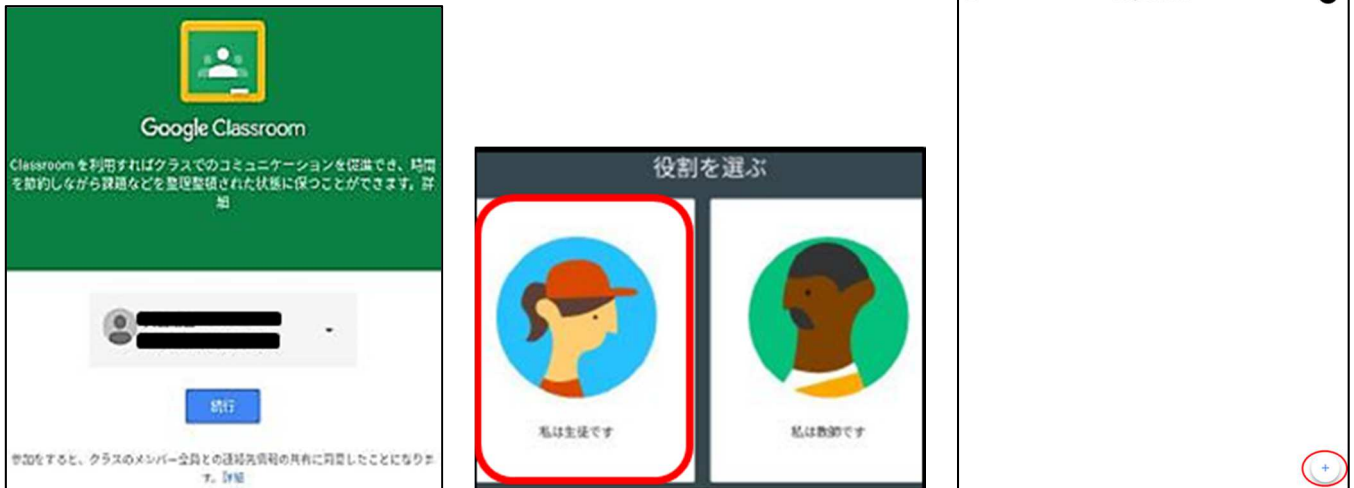 Google Classroom
Classroom を利用すればクラスでのコミュニケーションを促進でき、時間
を節約しながら課題などを整理整頓された状態に保つことができます。詳
細
続行
参加をすると、クラスのメンバー全員との連絡先情報の共有に同意したことになりま
す。詳細
役割を選ぶ
私は生徒です
私は教師です
+